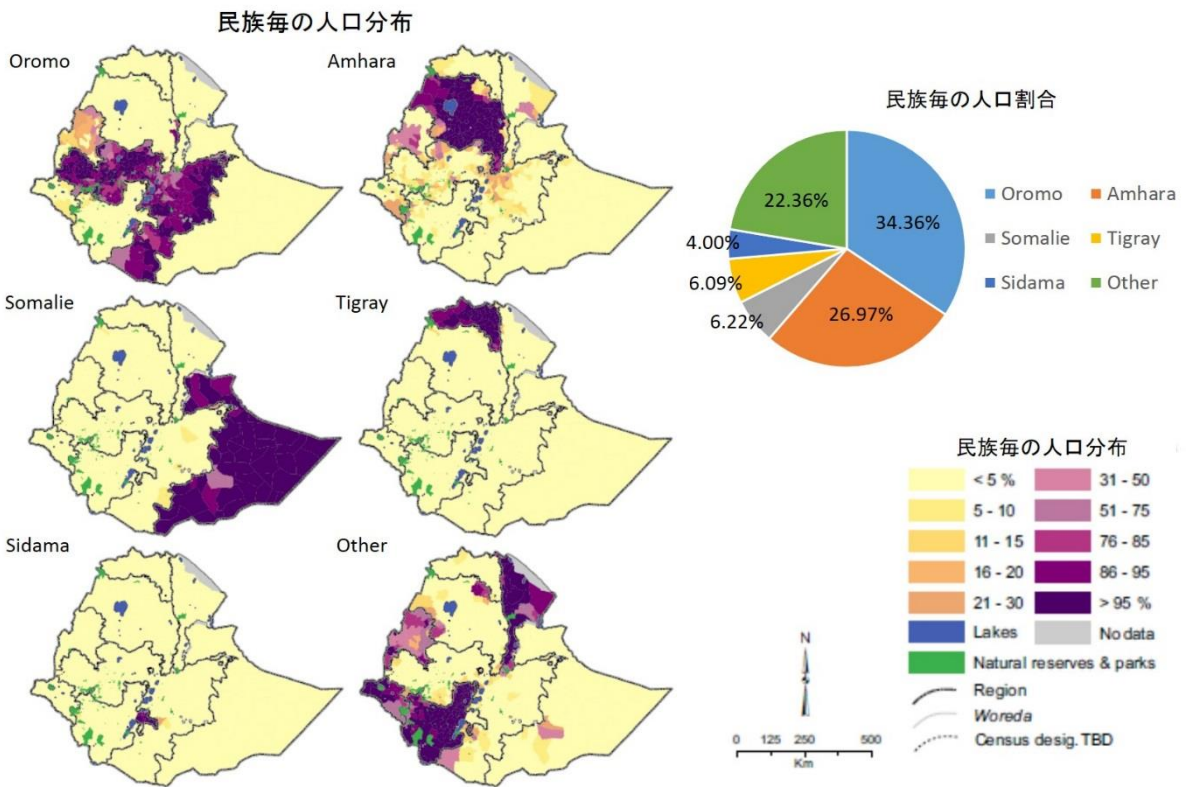 民族毎の人口分布
Oromo
Amhara
Somalie
Tigray
Sidama
Other
民族毎の人口割合
34.36%
26.97%
6.22%
6.09%
4.00%
22.36%
Oromo
Amhara
Somalie
Tigray
Sidama
Other
民族毎の人口分布
< 5 %
31 - 50
5 - 10
51 - 75
11 - 15
76 - 85
16 - 20
86 - 95
21 - 30
> 95 %
Lakes
No data
Natural reserves & parks
Region
Woreda
Census desig. TBD
N
0 125 250 500
Km